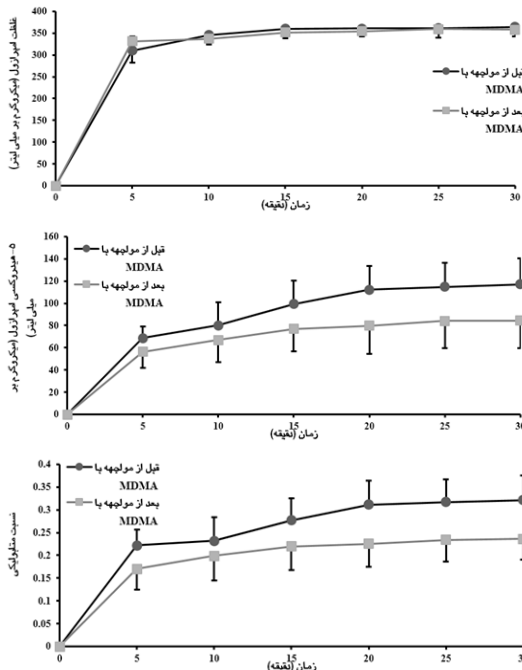 غلظت امپرازول (میکروگرم بر میلی لیتر)
400
350
300
250
200
150
100
50
0
قبل از مواجهه با
MDMA
بعد از مواجهه با
MDMA
0 5 10 15 20 25 30
زمان (دقیقه)
۵-هیدروکسی امپرازول (میکروگرم بر
میلی لیتر)
160
140
120
100
80
60
40
20
0
قبل از مواجهه با
MDMA
بعد از مواجهه با
MDMA
0 5 10 15 20 25 30
زمان (دقیقه)
نسبت متابولیکی
0.4
0.35
0.3
0.25
0.2
0.15
0.1
0.05
0
قبل از مواجهه با
MDMA
بعد از مواجهه با
MDMA
0 5 10 15 20 25 30
زمان (دقیقه)